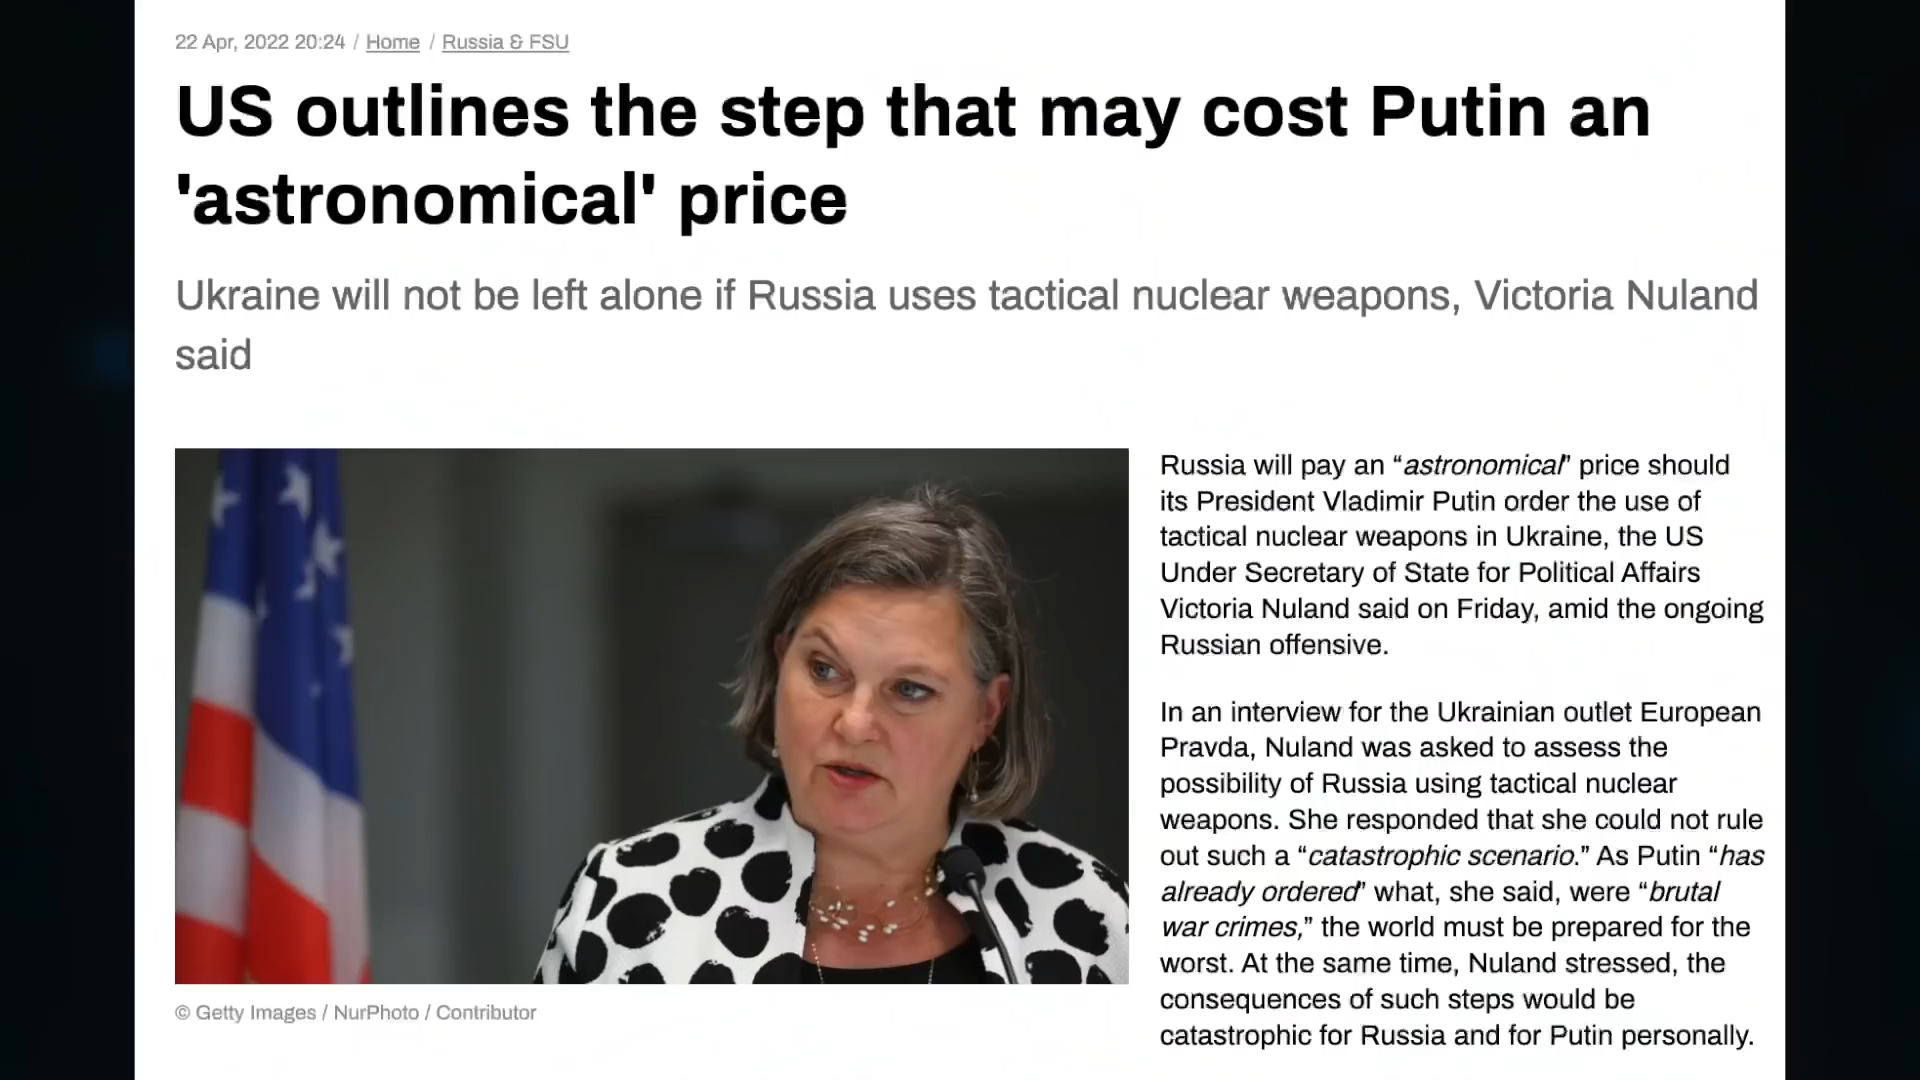 22 Apr, 2022 20:24 / Home / Russia & FSU
US outlines the step that may cost Putin an
'astronomical' price
Ukraine will not be left alone if Russia uses tactical nuclear weapons, Victoria Nuland
said
Russia will pay an “astronomical” price should
its President Vladimir Putin order the use of
tactical nuclear weapons in Ukraine, the US
Under Secretary of State for Political Affairs
Victoria Nuland said on Friday, amid the ongoing
Russian offensive.
In an interview for the Ukrainian outlet European
Pravda, Nuland was asked to assess the
possibility of Russia using tactical nuclear
weapons. She responded that she could not rule
out such a “catastrophic scenario.” As Putin “has
already ordered” what, she said, were “brutal
war crimes,” the world must be prepared for the
worst. At the same time, Nuland stressed, the
consequences of such steps would be
catastrophic for Russia and for Putin personally.
© Getty Images / NurPhoto / Contributor